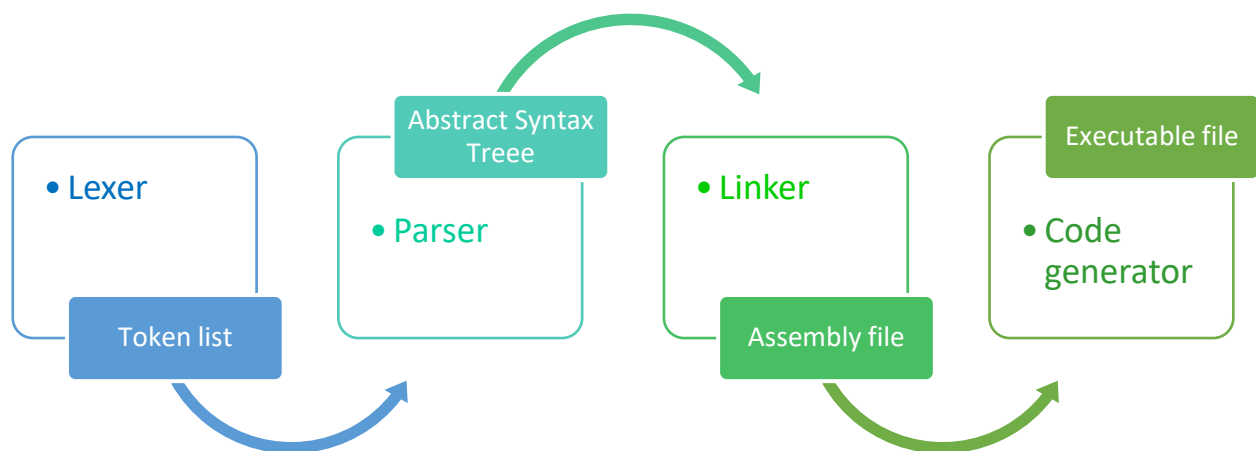 • Lexer
Token list
Abstract Syntax
Treee
• Parser
• Linker
Assembly file
Executable file
• Code
generator